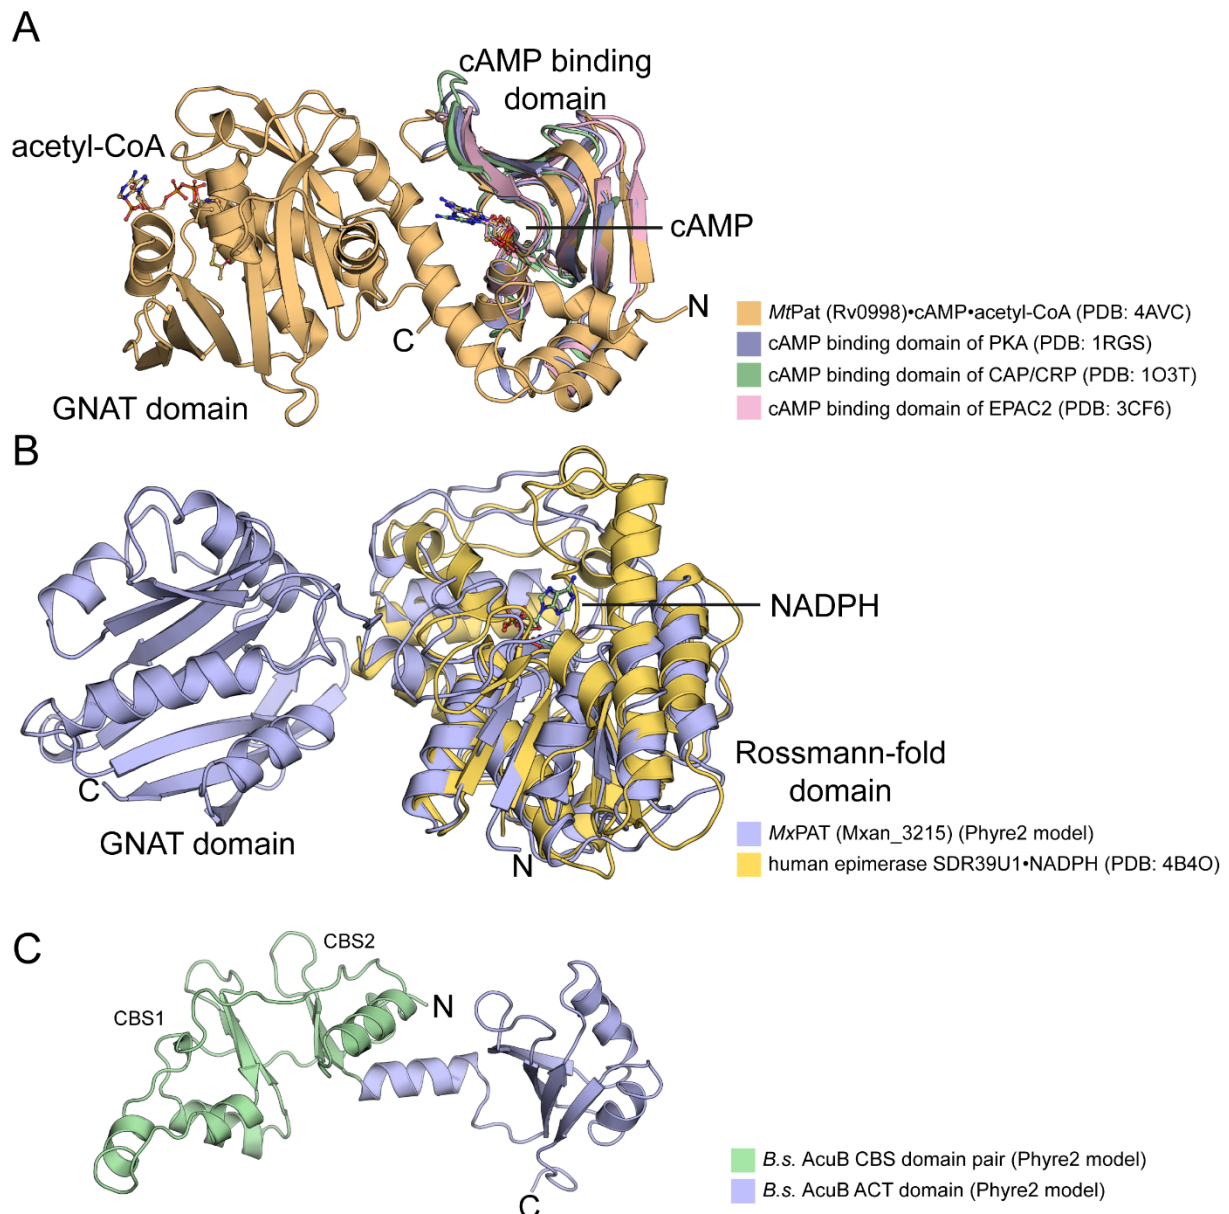 A
cAMP binding
domain
acetyl-CoA
cAMP
N
C
GNAT domain
MtPat (Rv0998)•cAMP•acetyl-CoA (PDB: 4AVC)
cAMP binding domain of PKA (PDB: 1RGS)
cAMP binding domain of CAP/CRP (PDB: 1O3T)
cAMP binding domain of EPAC2 (PDB: 3CF6)
B
NADPH
Rossmann-fold
domain
C
GNAT domain
N
MxPAT (Mxan_3215) (Phyre2 model)
human epimerase SDR39U1•NADPH (PDB: 4B4O)
C
CBS2
CBS1
N
C
B.s. AcuB CBS domain pair (Phyre2 model)
B.s. AcuB ACT domain (Phyre2 model)